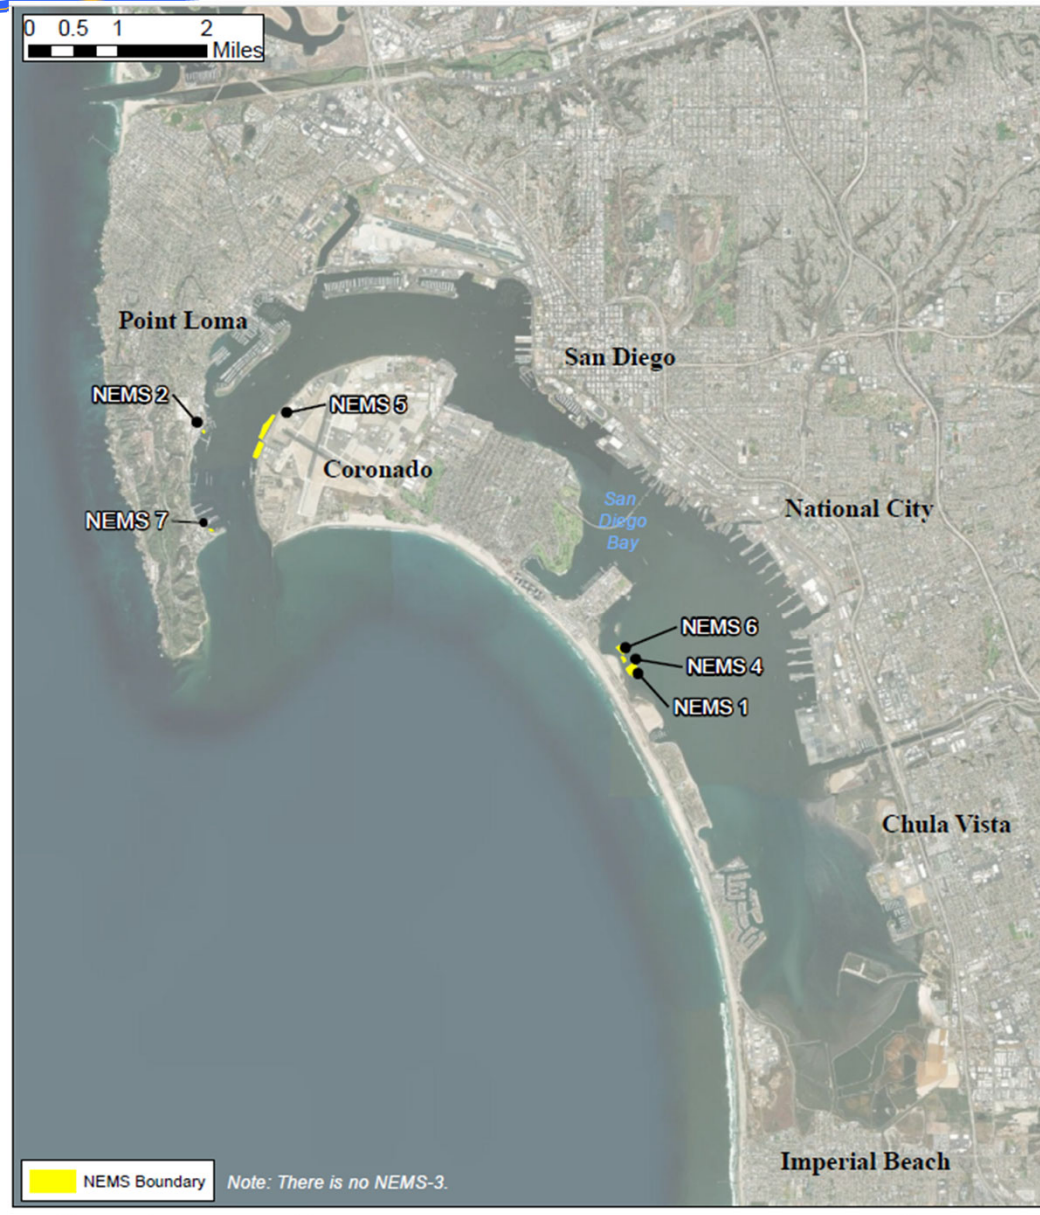 0 0.5 1 2
Miles
Point Loma
San Diego
NEMS 2
NEMS 5
Coronado
San
Diego
Bay
National City
NEMS 7
NEMS 6
NEMS 4
NEMS 1
Chula Vista
Imperial Beach
NEMS Boundary
Note: There is no NEMS-3.